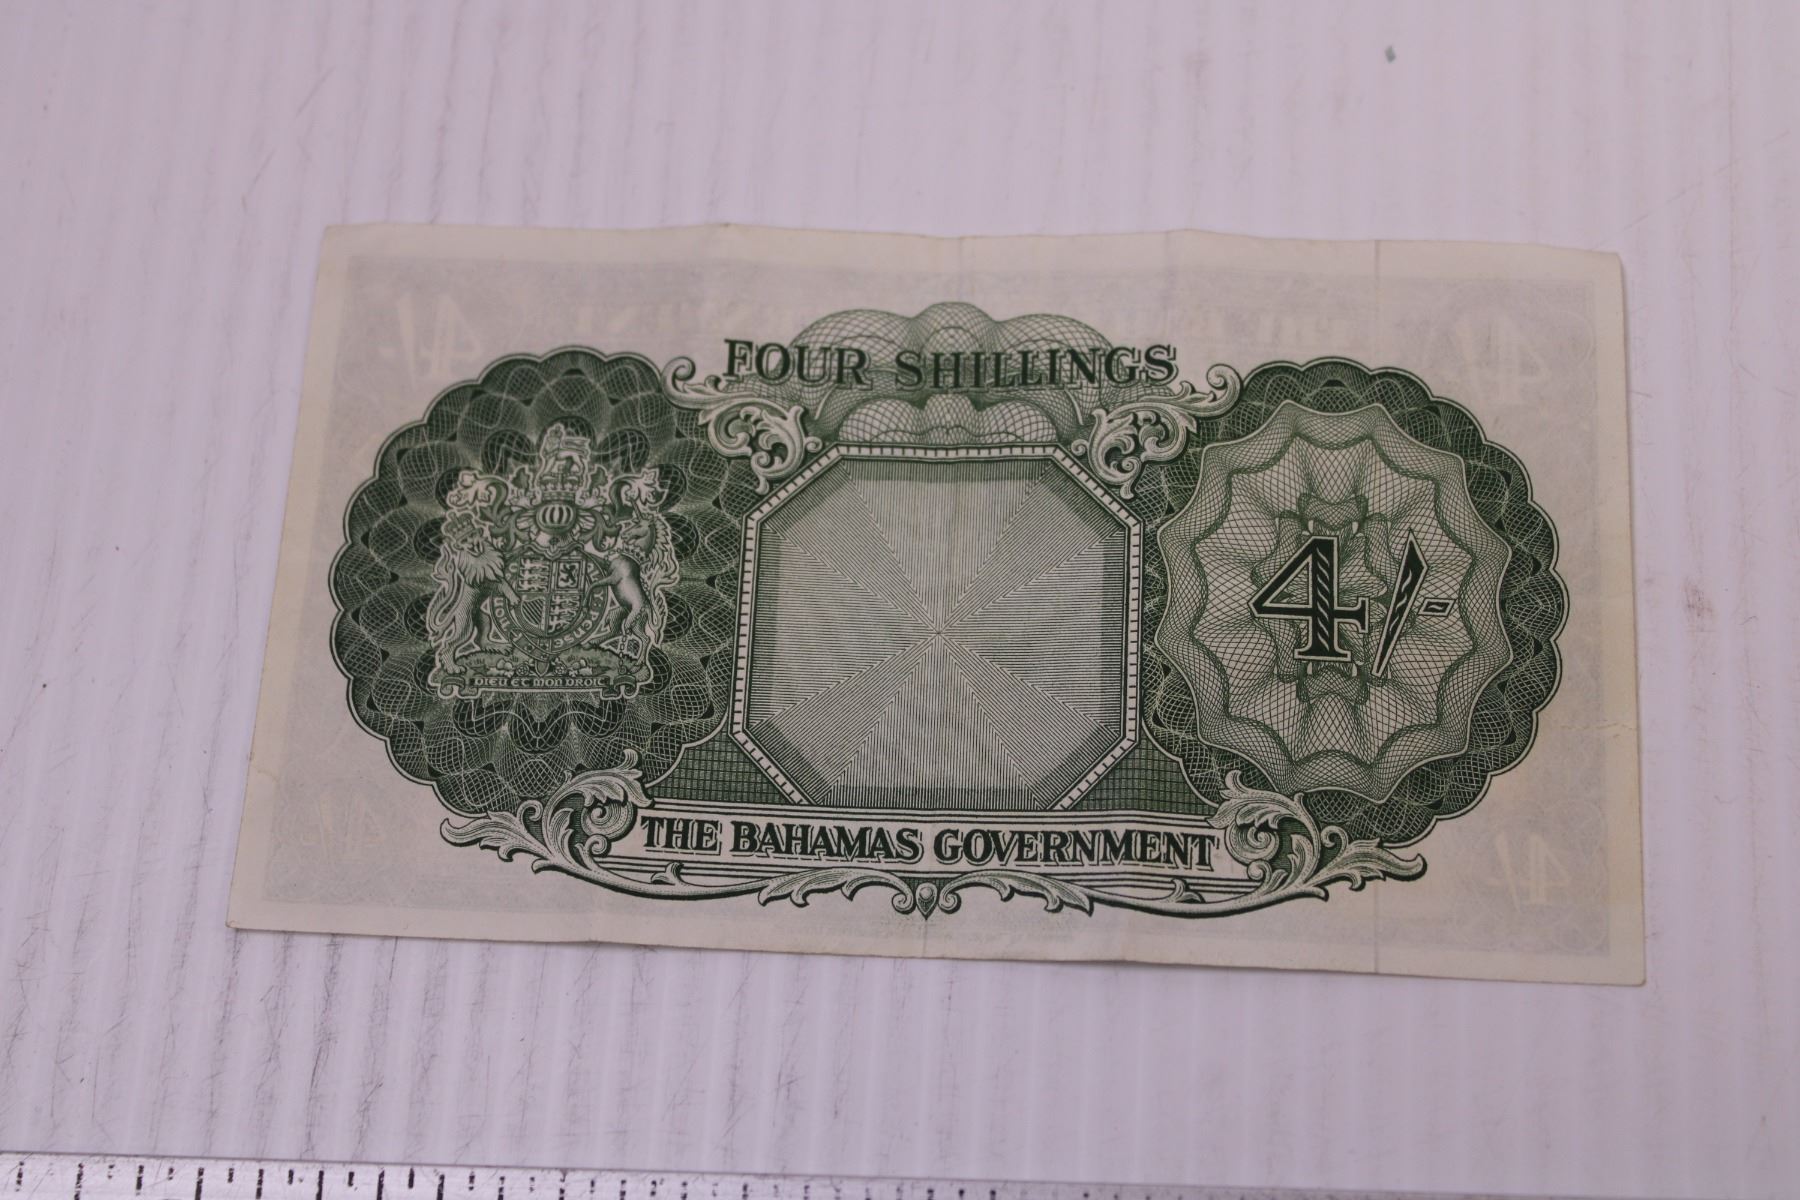 FOUR SHILLINGS
DIEU ET MON DROIT
4/-
THE BAHAMAS GOVERNMENT